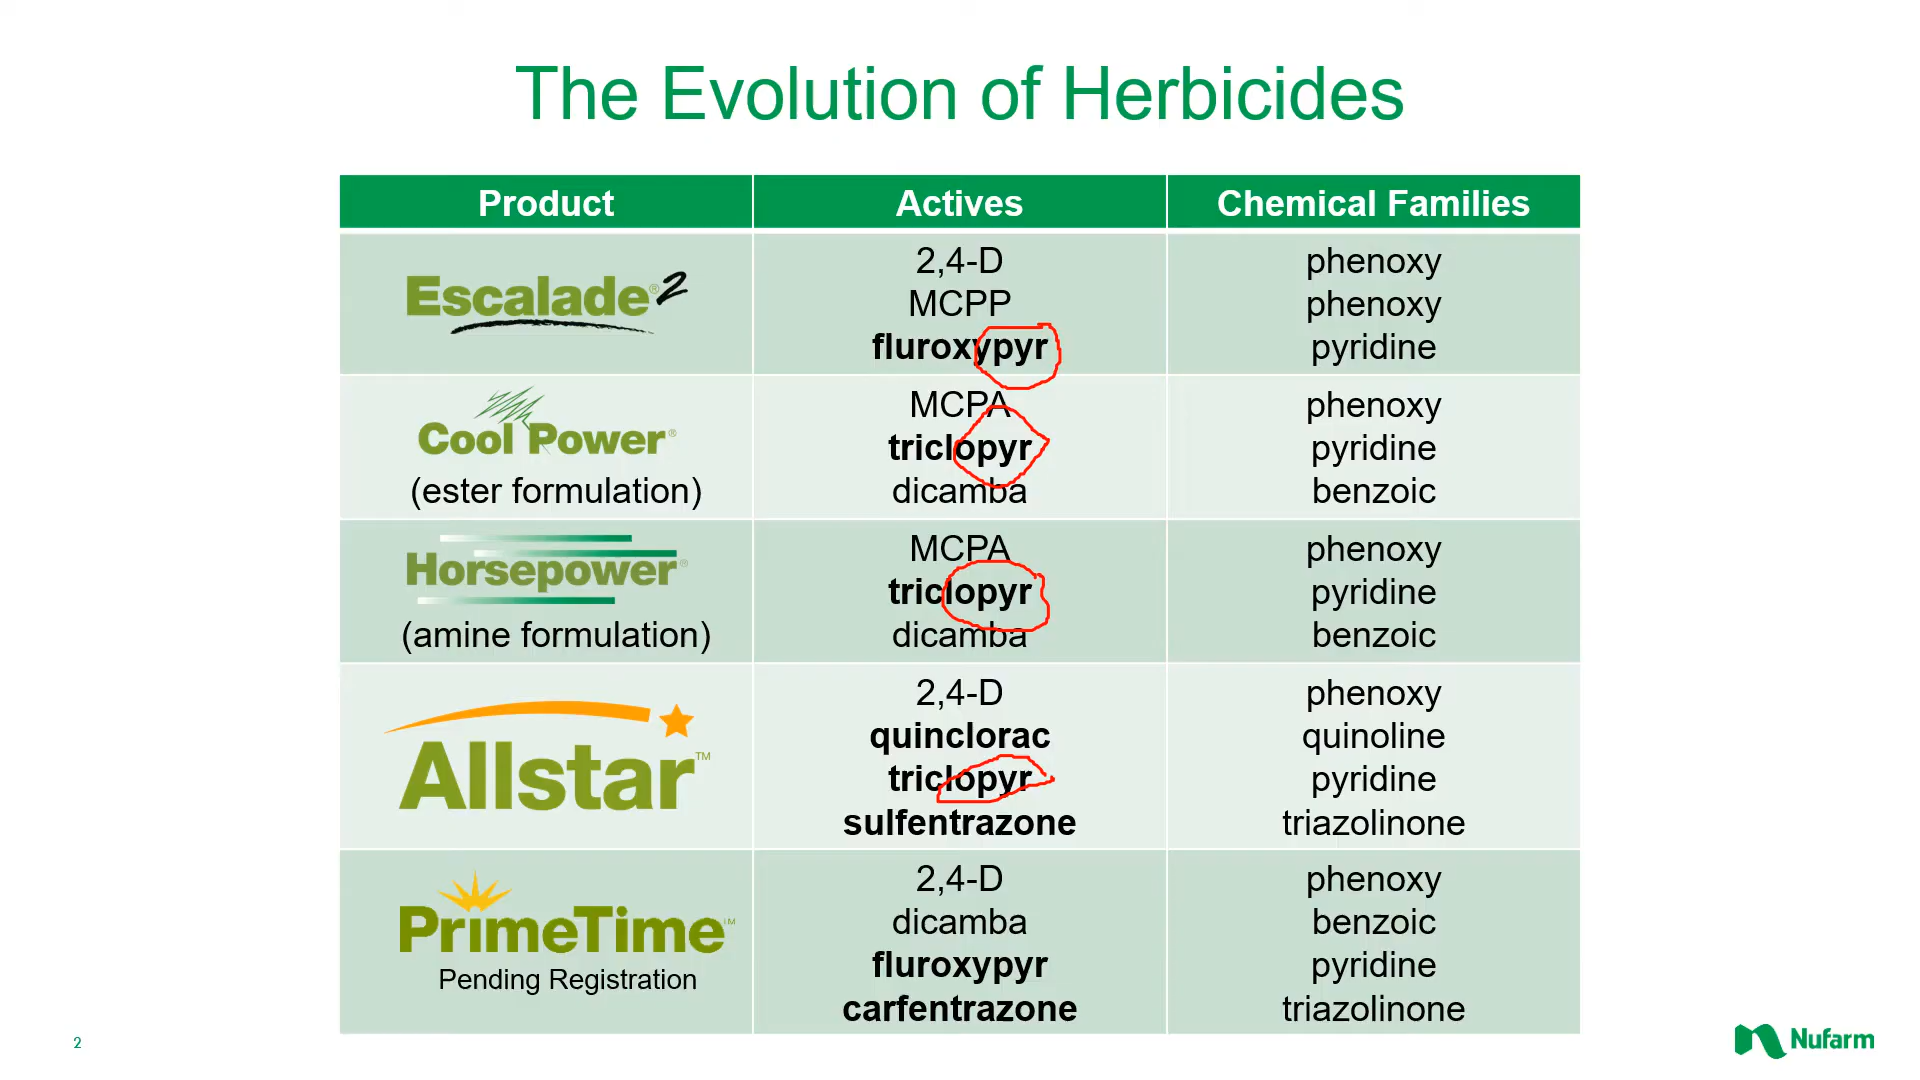 The Evolution of Herbicides
Product Actives Chemical Families
Escalade®2
2,4-D phenoxy
MCPP phenoxy
fluroxypyr pyridine
Cool Power®
(ester formulation)
MCPA phenoxy
triclopyr pyridine
dicamba benzoic
Horsepower®
(amine formulation)
MCPA phenoxy
triclopyr pyridine
dicamba benzoic
Allstar™
2,4-D phenoxy
quinclorac quinoline
triclopyr pyridine
sulfentrazone triazolinone
PrimeTime™
Pending Registration
2,4-D phenoxy
dicamba benzoic
fluroxypyr pyridine
carfentrazone triazolinone
2
Nufarm